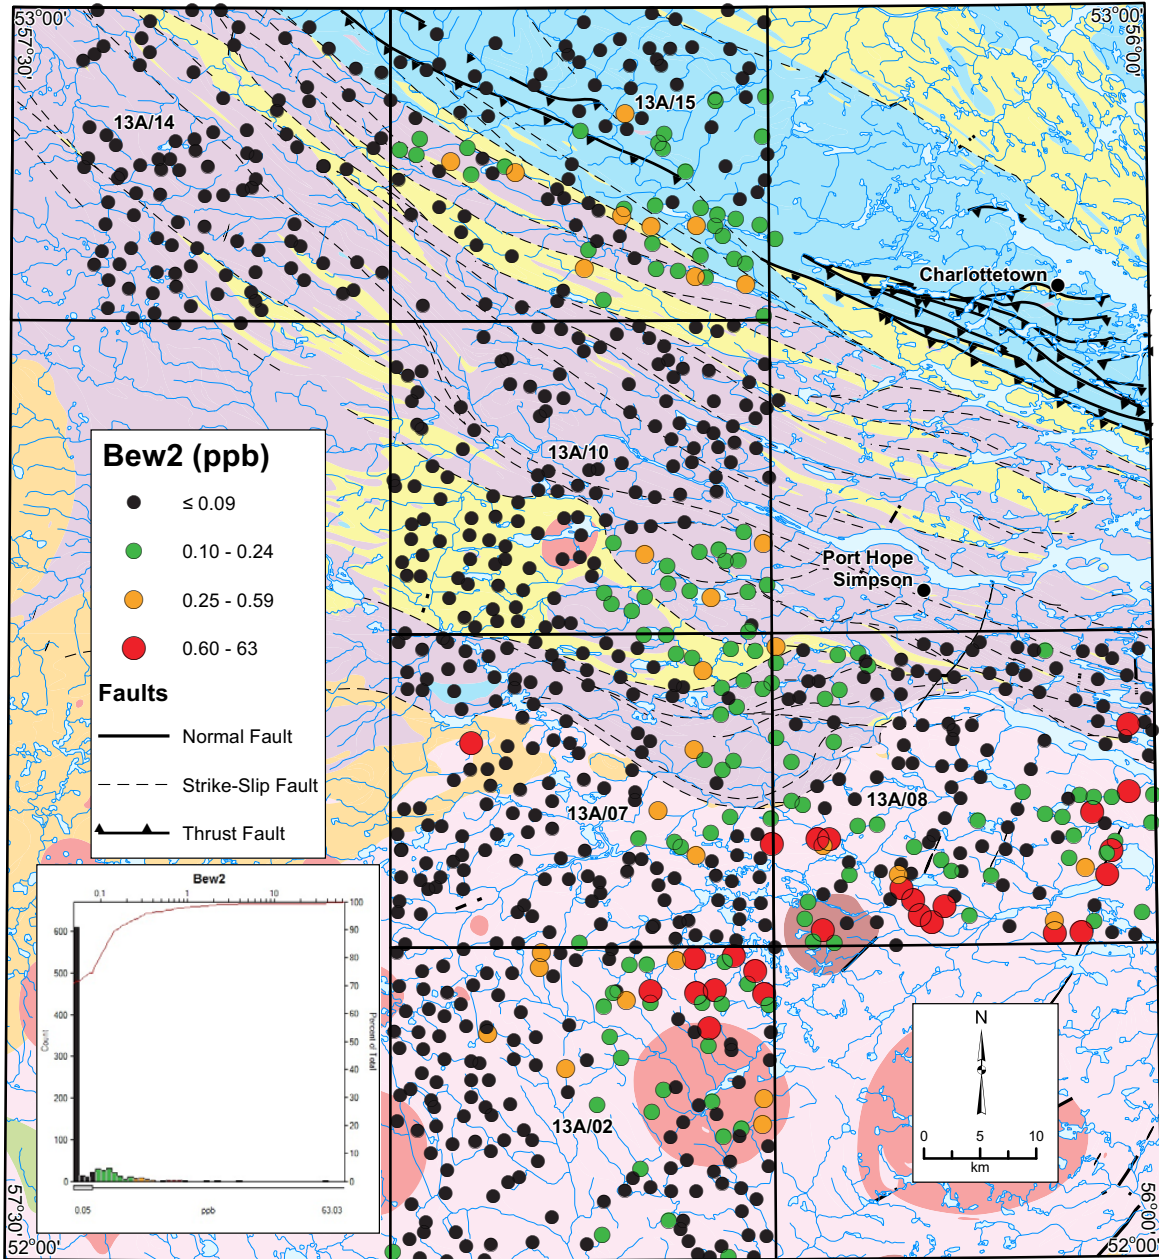 53°00'
57°30'
53°00'
56°00'
13A/14
13A/15
Charlottetown
13A/10
Port Hope
Simpson
Bew2 (ppb)
≤ 0.09
0.10 - 0.24
0.25 - 0.59
0.60 - 63
Faults
Normal Fault
Strike-Slip Fault
Thrust Fault
13A/07
13A/08
Bew2
0.1 1 10
600
500
400
300
200
100
0
Count
100
90
80
70
60
50
40
30
20
10
0
Percent of Total
0.05 ppb 63.03
13A/02
N
0 5 10
km
57°30'
52°00'
56°00'
52°00'